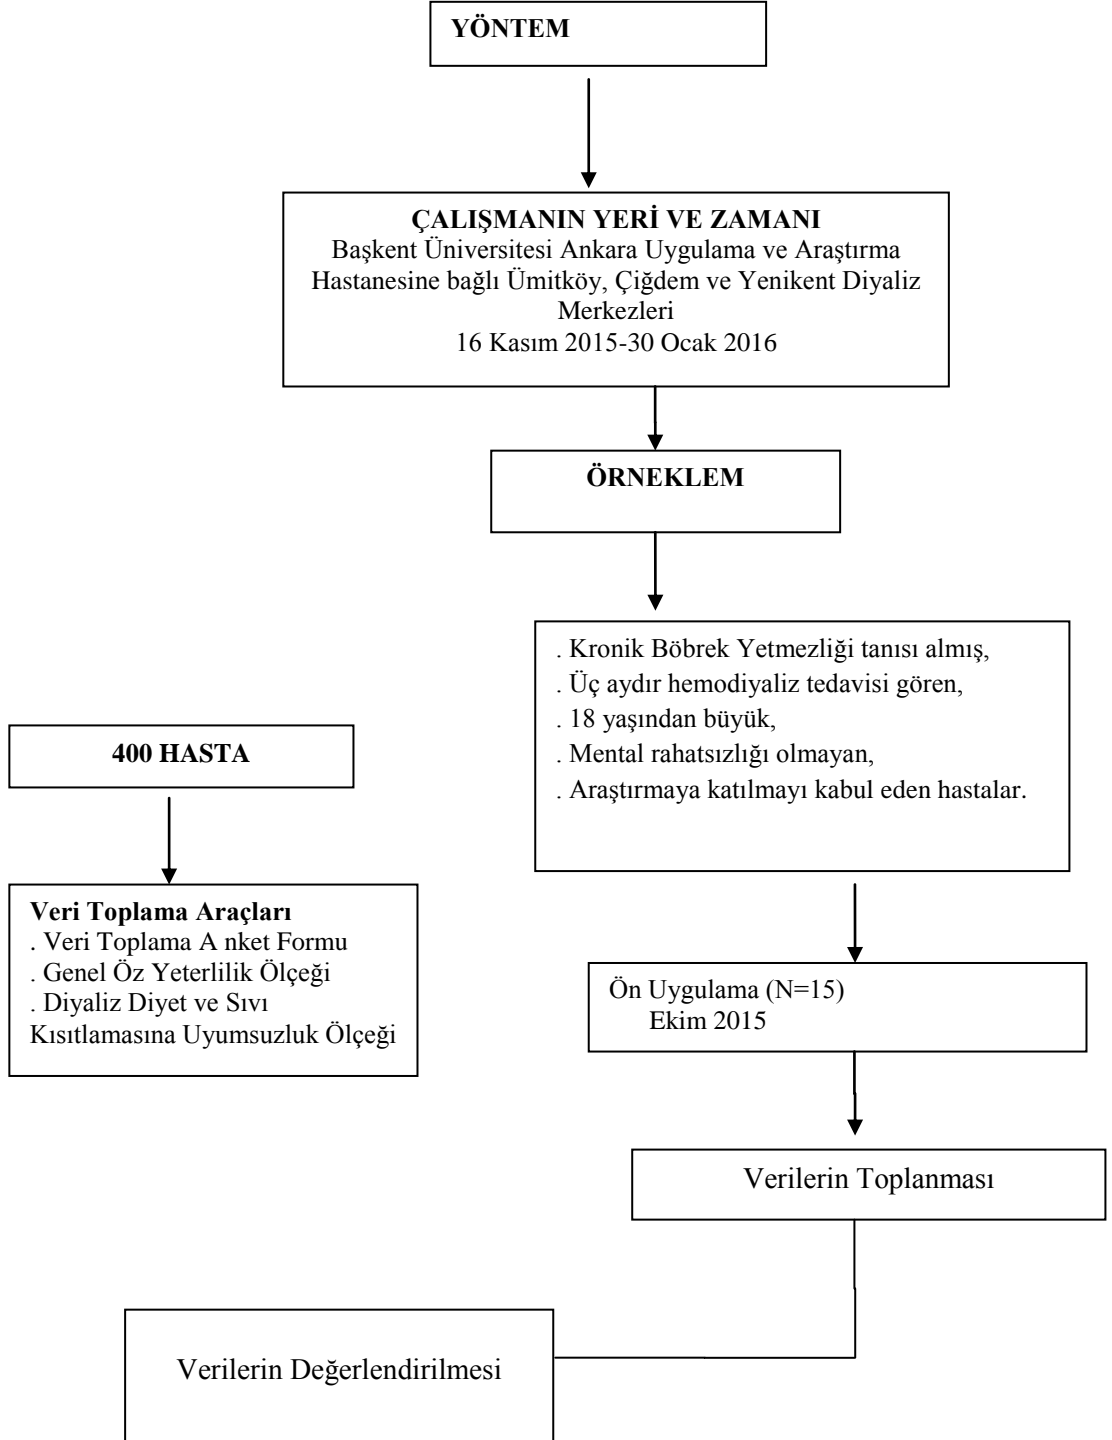 YÖNTEM
ÇALIŞMANIN YERİ VE ZAMANI
Başkent Üniversitesi Ankara Uygulama ve Araştırma
Hastanesine bağlı Ümitköy, Çiğdem ve Yenikent Diyaliz
Merkezleri
16 Kasım 2015-30 Ocak 2016
ÖRNEKLEM
. Kronik Böbrek Yetmezliği tanısı almış,
. Üç aydır hemodiyaliz tedavisi gören,
. 18 yaşından büyük,
. Mental rahatsızlığı olmayan,
. Araştırmaya katılmayı kabul eden hastalar.
400 HASTA
Veri Toplama Araçları
. Veri Toplama A nket Formu
. Genel Öz Yeterlilik Ölçeği
. Diyaliz Diyet ve Sıvı
Kısıtlamasına Uyumsuzluk Ölçeği
Ön Uygulama (N=15)
Ekim 2015
Verilerin Toplanması
Verilerin Değerlendirilmesi